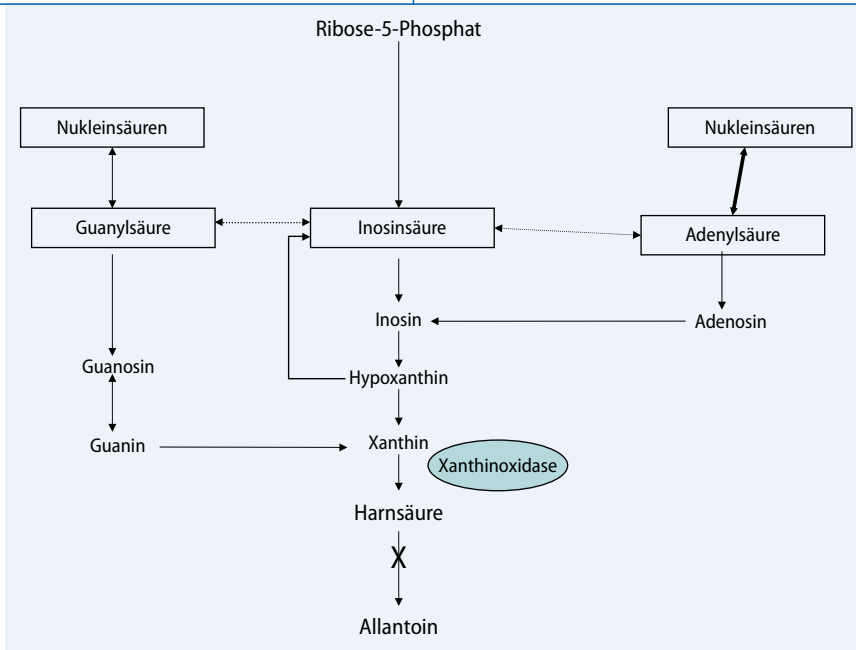 Ribose-5-Phosphat
Nukleinsäuren
Nukleinsäuren
Guanylsäure
Inosinsäure
Adenylsäure
Inosin
Adenosin
Guanosin
Hypoxanthin
Guanin
Xanthin
Xanthinoxidase
Harnsäure
X
Allantoin